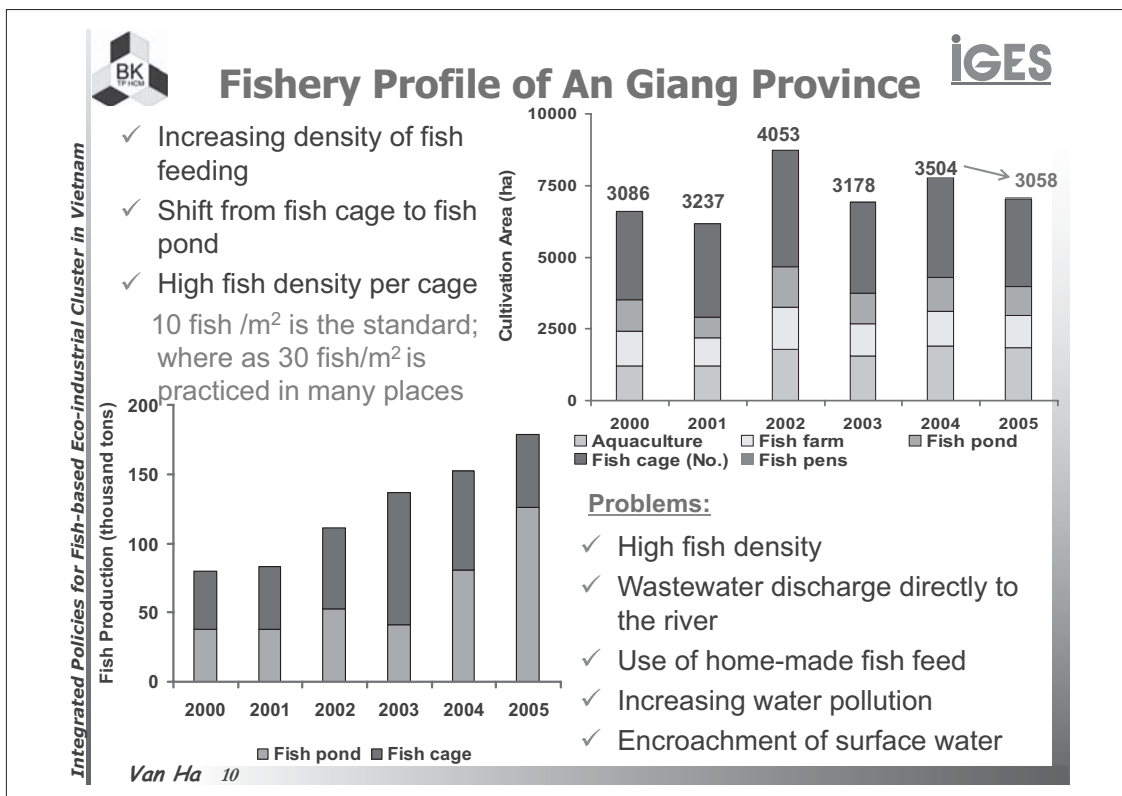 BK
TP HCM
Fishery Profile of An Giang Province
IGES
Integrated Policies for Fish-based Eco-industrial Cluster in Vietnam
✓ Increasing density of fish
feeding
✓ Shift from fish cage to fish
pond
✓ High fish density per cage
10 fish /m² is the standard;
where as 30 fish/m² is
practiced in many places
Cultivation Area (ha)
10000
7500
5000
2500
0
3086
3237
4053
3178
3504
3058
2000 2001 2002 2003 2004 2005
Aquaculture Fish farm Fish pond
Fish cage (No.) Fish pens
Fish Production (thousand tons)
200
150
100
50
0
2000 2001 2002 2003 2004 2005
Fish pond Fish cage
Problems:
✓ High fish density
✓ Wastewater discharge directly to
the river
✓ Use of home-made fish feed
✓ Increasing water pollution
✓ Encroachment of surface water
Van Ha 10